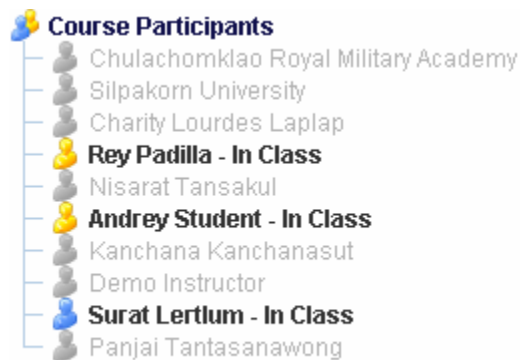 Course Participants
Chulachomklao Royal Military Academy
Silpakorn University
Charity Lourdes Laplap
Rey Padilla - In Class
Nisarat Tansakul
Andrey Student - In Class
Kanchana Kanchanasut
Demo Instructor
Surat Lertlum - In Class
Panjai Tantasanawong